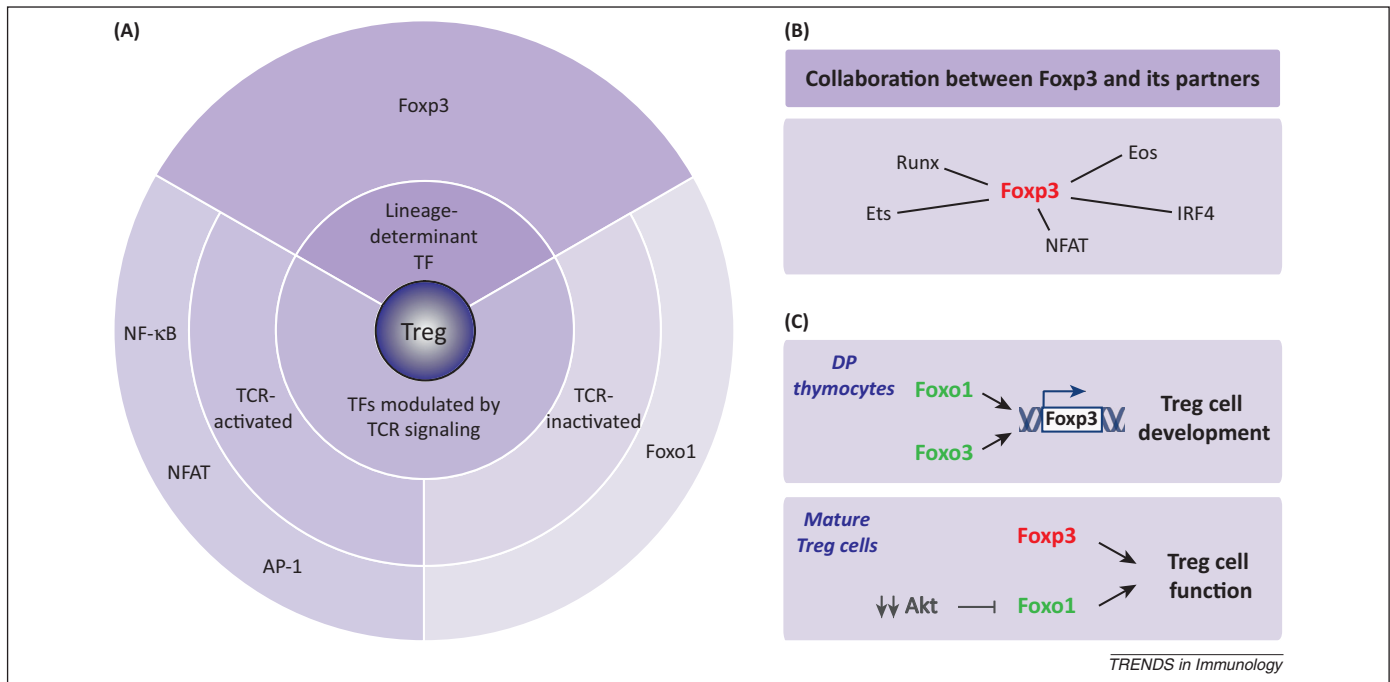 (A)
Foxp3
Lineage-
determinant
TF
Treg
TFs modulated by
TCR signaling
TCR-
activated
TCR-
inactivated
NF-κB
NFAT
AP-1
Foxo1
(B)
Collaboration between Foxp3 and its partners
Runx
Eos
Foxp3
Ets
IRF4
NFAT
(C)
DP
thymocytes
Foxo1
Foxo3
Foxp3
Treg cell
development
Mature
Treg cells
Foxp3
Akt
Foxo1
Treg cell
function
TRENDS in Immunology